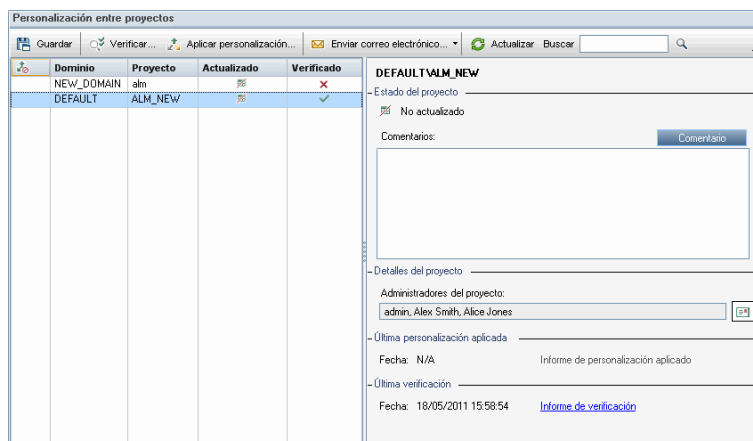 Personalización entre proyectos
Guardar Verificar... Aplicar personalización... Enviar correo electrónico... Actualizar Buscar
Dominio Proyecto Actualizado Verificado
NEW_DOMAIN alm
DEFAULT ALM_NEW
DEFAULT\ALM_NEW
Estado del proyecto
No actualizado
Comentarios: Comentario
Detalles del proyecto
Administradores del proyecto:
admin, Alex Smith, Alice Jones
Última personalización aplicada
Fecha: N/A Informe de personalización aplicado
Última verificación
Fecha: 18/05/2011 15:58:54 Informe de verificación